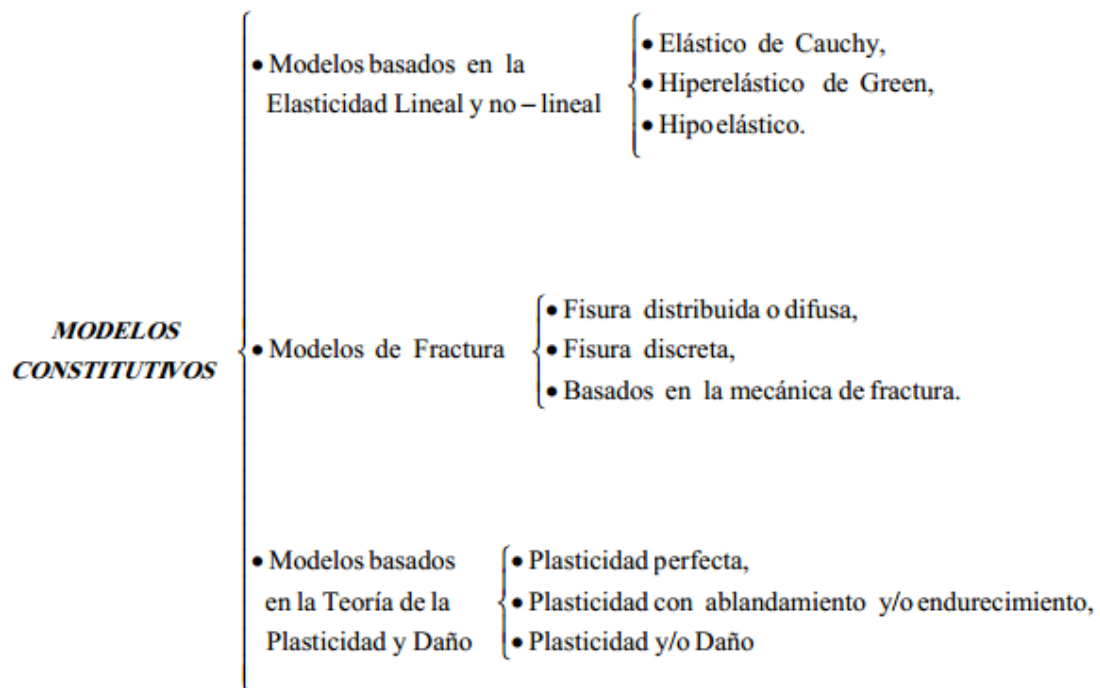 MODELOS
CONSTITUTIVOS
• Modelos basados en la
Elasticidad Lineal y no – lineal
• Elástico de Cauchy,
• Hiperelástico de Green,
• Hipoelástico.
• Modelos de Fractura
• Fisura distribuida o difusa,
• Fisura discreta,
• Basados en la mecánica de fractura.
• Modelos basados
en la Teoría de la
Plasticidad y Daño
• Plasticidad perfecta,
• Plasticidad con ablandamiento y/o endurecimiento,
• Plasticidad y/o Daño